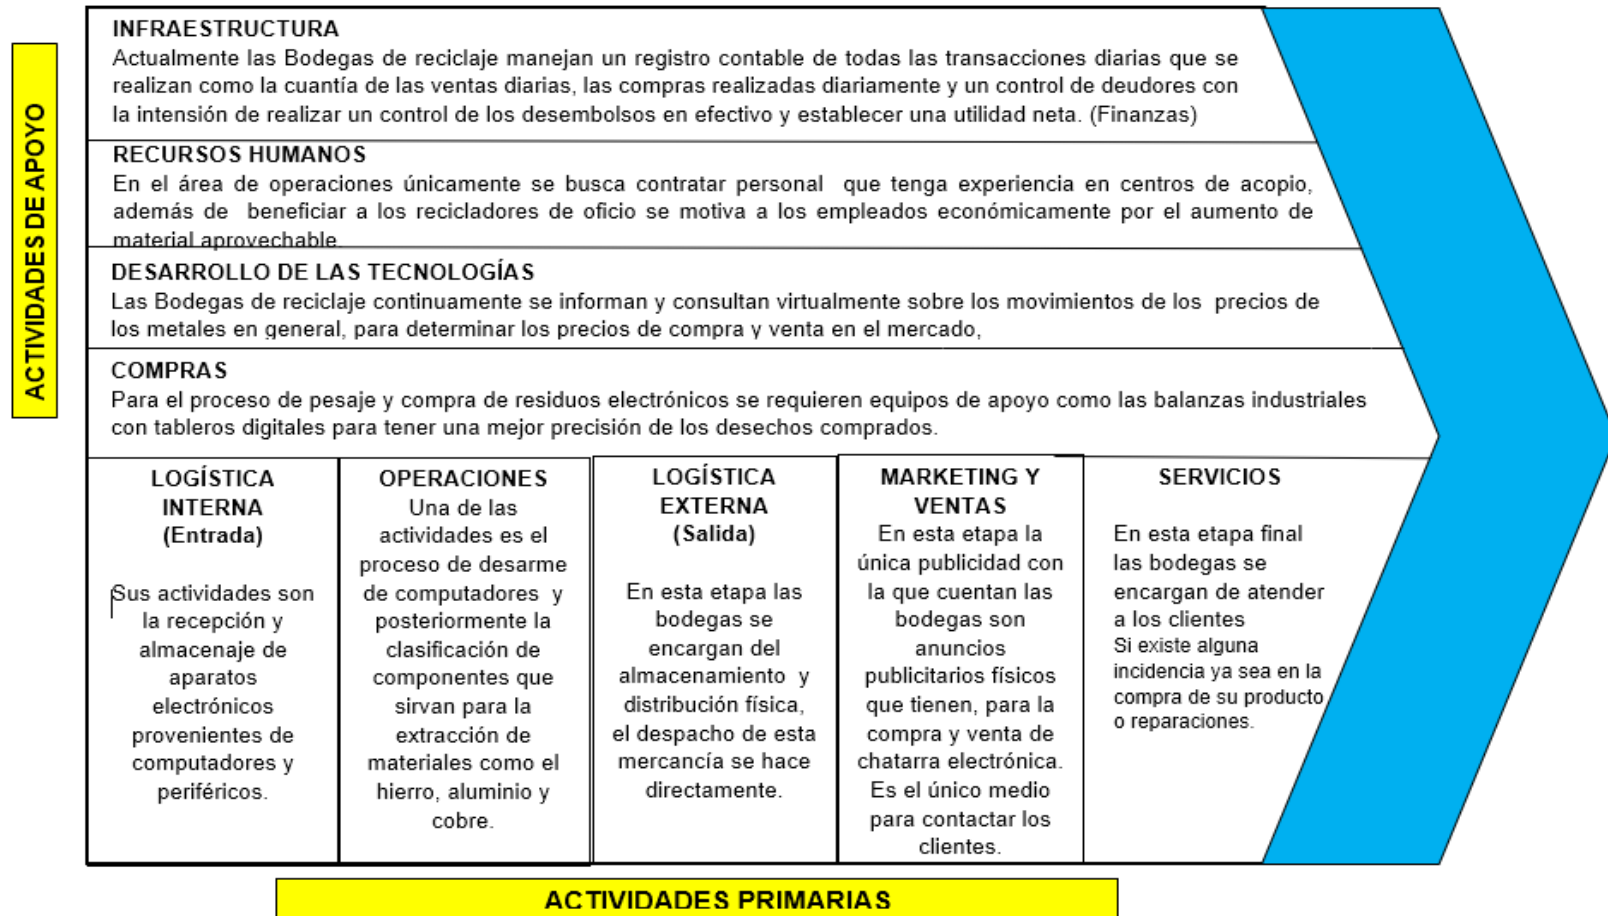 ACTIVIDADES DE APOYO
INFRAESTRUCTURA
Actualmente las Bodegas de reciclaje manejan un registro contable de todas las transacciones diarias que se
realizan como la cuantía de las ventas diarias, las compras realizadas diariamente y un control de deudores con
la intensión de realizar un control de los desembolsos en efectivo y establecer una utilidad neta. (Finanzas)
RECURSOS HUMANOS
En el área de operaciones únicamente se busca contratar personal que tenga experiencia en centros de acopio,
además de beneficiar a los recicladores de oficio se motiva a los empleados económicamente por el aumento de
material aprovechable.
DESARROLLO DE LAS TECNOLOGÍAS
Las Bodegas de reciclaje continuamente se informan y consultan virtualmente sobre los movimientos de los precios de
los metales en general, para determinar los precios de compra y venta en el mercado,
COMPRAS
Para el proceso de pesaje y compra de residuos electrónicos se requieren equipos de apoyo como las balanzas industriales
con tableros digitales para tener una mejor precisión de los desechos comprados.
LOGÍSTICA
INTERNA
(Entrada)
Sus actividades son
la recepción y
almacenaje de
aparatos
electrónicos
provenientes de
computadores y
periféricos.
OPERACIONES
Una de las
actividades es el
proceso de desarme
de computadores y
posteriormente la
clasificación de
componentes que
sirvan para la
extracción de
materiales como el
hierro, aluminio y
cobre.
LOGÍSTICA
EXTERNA
(Salida)
En esta etapa las
bodegas se
encargan del
almacenamiento y
distribución física,
el despacho de esta
mercancía se hace
directamente.
MARKETING Y
VENTAS
En esta etapa la
única publicidad con
la que cuentan las
bodegas son
anuncios
publicitarios físicos
que tienen, para la
compra y venta de
chatarra electrónica.
Es el único medio
para contactar los
clientes.
SERVICIOS
En esta etapa final
las bodegas se
encargan de atender
a los clientes
Si existe alguna
incidencia ya sea en la
compra de su producto
o reparaciones.
ACTIVIDADES PRIMARIAS